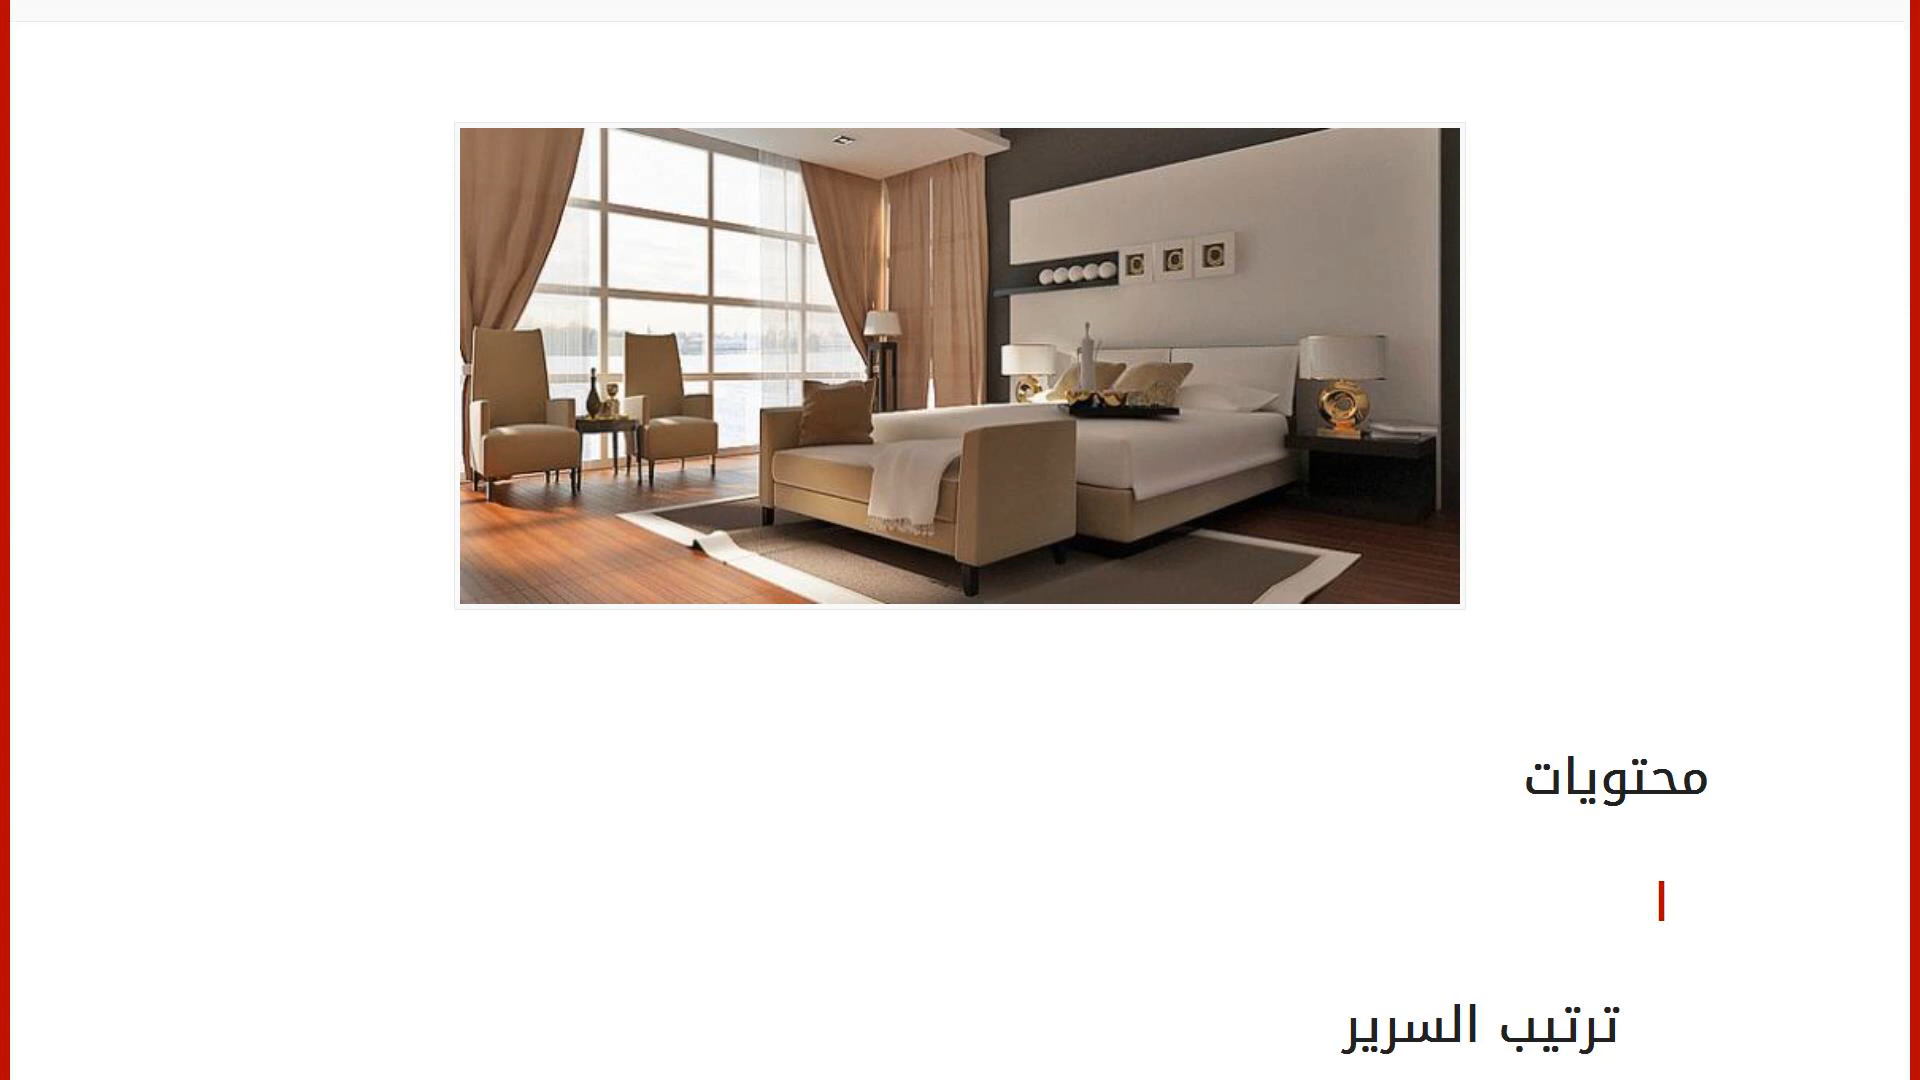 محتويات
ا
ترتيب السرير